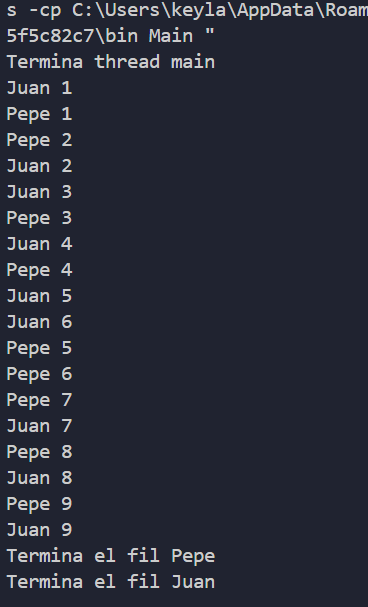 s -cp C:\Users\keyla\AppData\Roam
5f5c82c7\bin Main "
Termina thread main
Juan 1
Pepe 1
Pepe 2
Juan 2
Juan 3
Pepe 3
Juan 4
Pepe 4
Juan 5
Juan 6
Pepe 5
Pepe 6
Pepe 7
Juan 7
Pepe 8
Juan 8
Pepe 9
Juan 9
Termina el fil Pepe
Termina el fil Juan